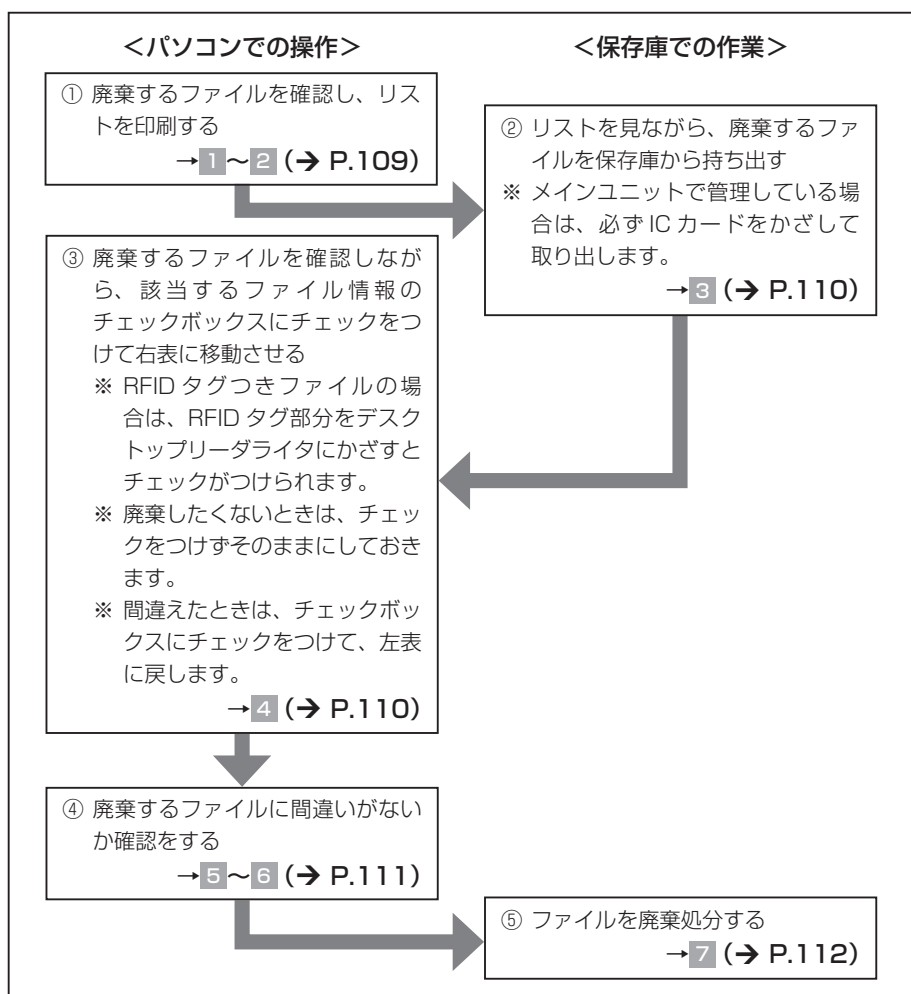 ＜パソコンでの操作＞
＜保存庫での作業＞
① 廃棄するファイルを確認し、リス
トを印刷する
→1～2（→ P.109）
② リストを見ながら、廃棄するファ
イルを保存庫から持ち出す
※ メインユニットで管理している場
合は、必ず IC カードをかざして
取り出します。
→3（→ P.110）
③ 廃棄するファイルを確認しなが
ら、該当するファイル情報の
チェックボックスにチェックをつ
けて右表に移動させる
※ RFID タグつきファイルの場
合は、RFID タグ部分をデスク
トップリーダライタにかざすと
チェックがつけられます。
※ 廃棄したくないときは、チェッ
クをつけずそのままにしておき
ます。
※ 間違えたときは、チェックボッ
クスにチェックをつけて、左表
に戻します。
→4（→ P.110）
④ 廃棄するファイルに間違いがない
か確認をする
→5～6（→ P.111）
⑤ ファイルを廃棄処分する
→7（→ P.112）